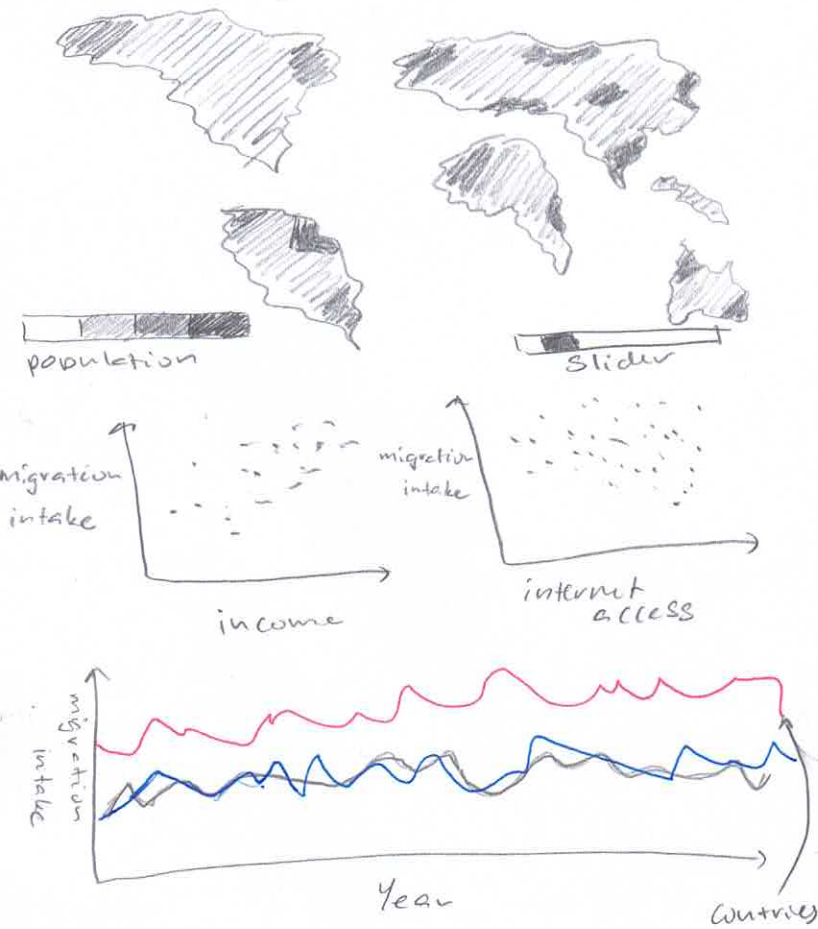 population
Slider
migration
intake
income
migration
intake
internet
access
migration
intake
Year
Countries